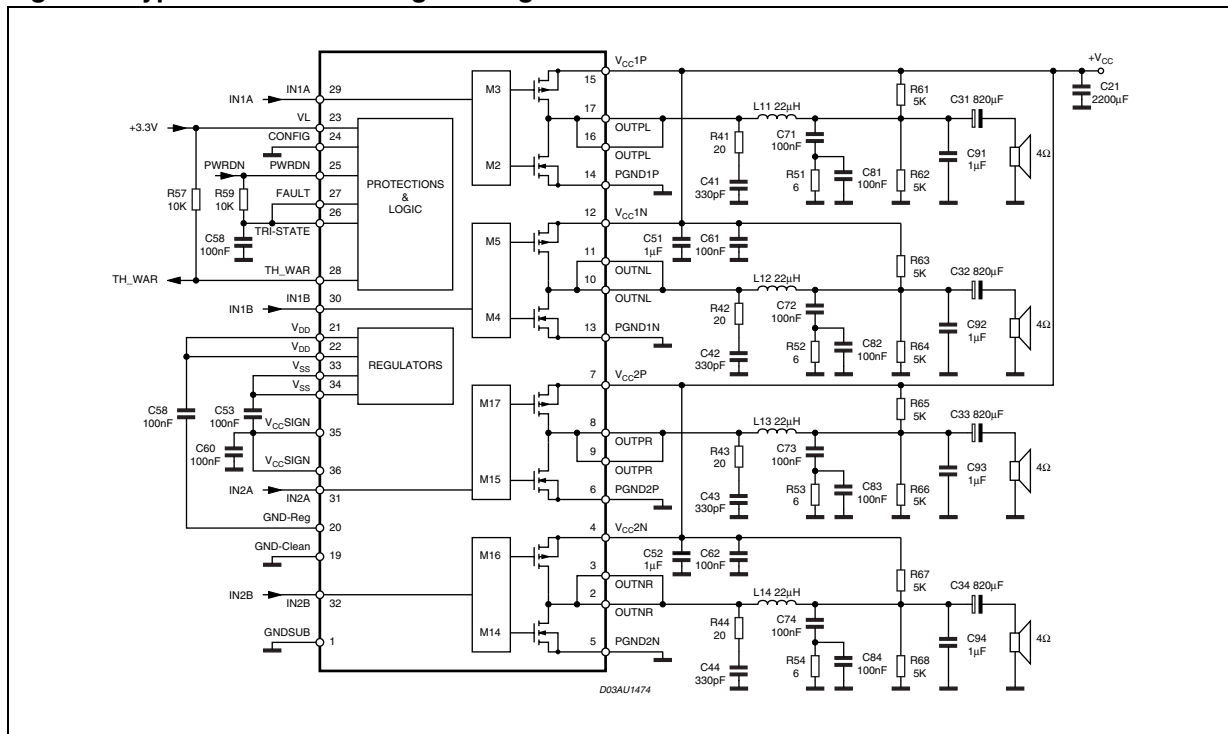 VCC1P
+VCC
15
M3
IN1A
IN1A
29
17
OUTPL
16
OUTPL
M2
14
PGND1P
R61
5K
C31 820µF
C21
2200µF
L11 22µH
R41
20
C71
100nF
C41
330pF
R51
6
C81
100nF
R62
5K
C91
1µF
4Ω
+3.3V
VL
23
CONFIG
24
PWRDN
PWRDN
25
FAULT
27
26
TRI-STATE
R57
10K
R59
10K
C58
100nF
PROTECTIONS
&
LOGIC
TH_WAR
TH_WAR
28
12
VCC1N
M5
11
OUTNL
10
OUTNL
C51
1µF
C61
100nF
R63
5K
C32 820µF
L12 22µH
IN1B
IN1B
30
M4
13
PGND1N
R42
20
C72
100nF
C42
330pF
R52
6
C82
100nF
R64
5K
C92
1µF
4Ω
VDD
21
VDD
22
VSS
33
VSS
34
REGULATORS
C58
100nF
C53
100nF
C60
100nF
VCCSIGN
35
VCCSIGN
36
7
VCC2P
M17
8
OUTPR
9
OUTPR
M15
6
PGND2P
R65
5K
C33 820µF
L13 22µH
R43
20
C73
100nF
C43
330pF
R53
6
C83
100nF
R66
5K
C93
1µF
4Ω
IN2A
IN2A
31
GND-Reg
20
GND-Clean
19
4
VCC2N
M16
3
OUTNR
2
OUTNR
C52
1µF
C62
100nF
R67
5K
C34 820µF
L14 22µH
IN2B
IN2B
32
GNDSUB
1
M14
5
PGND2N
R44
20
C74
100nF
C44
330pF
R54
6
C84
100nF
R68
5K
C94
1µF
4Ω
D03AU1474